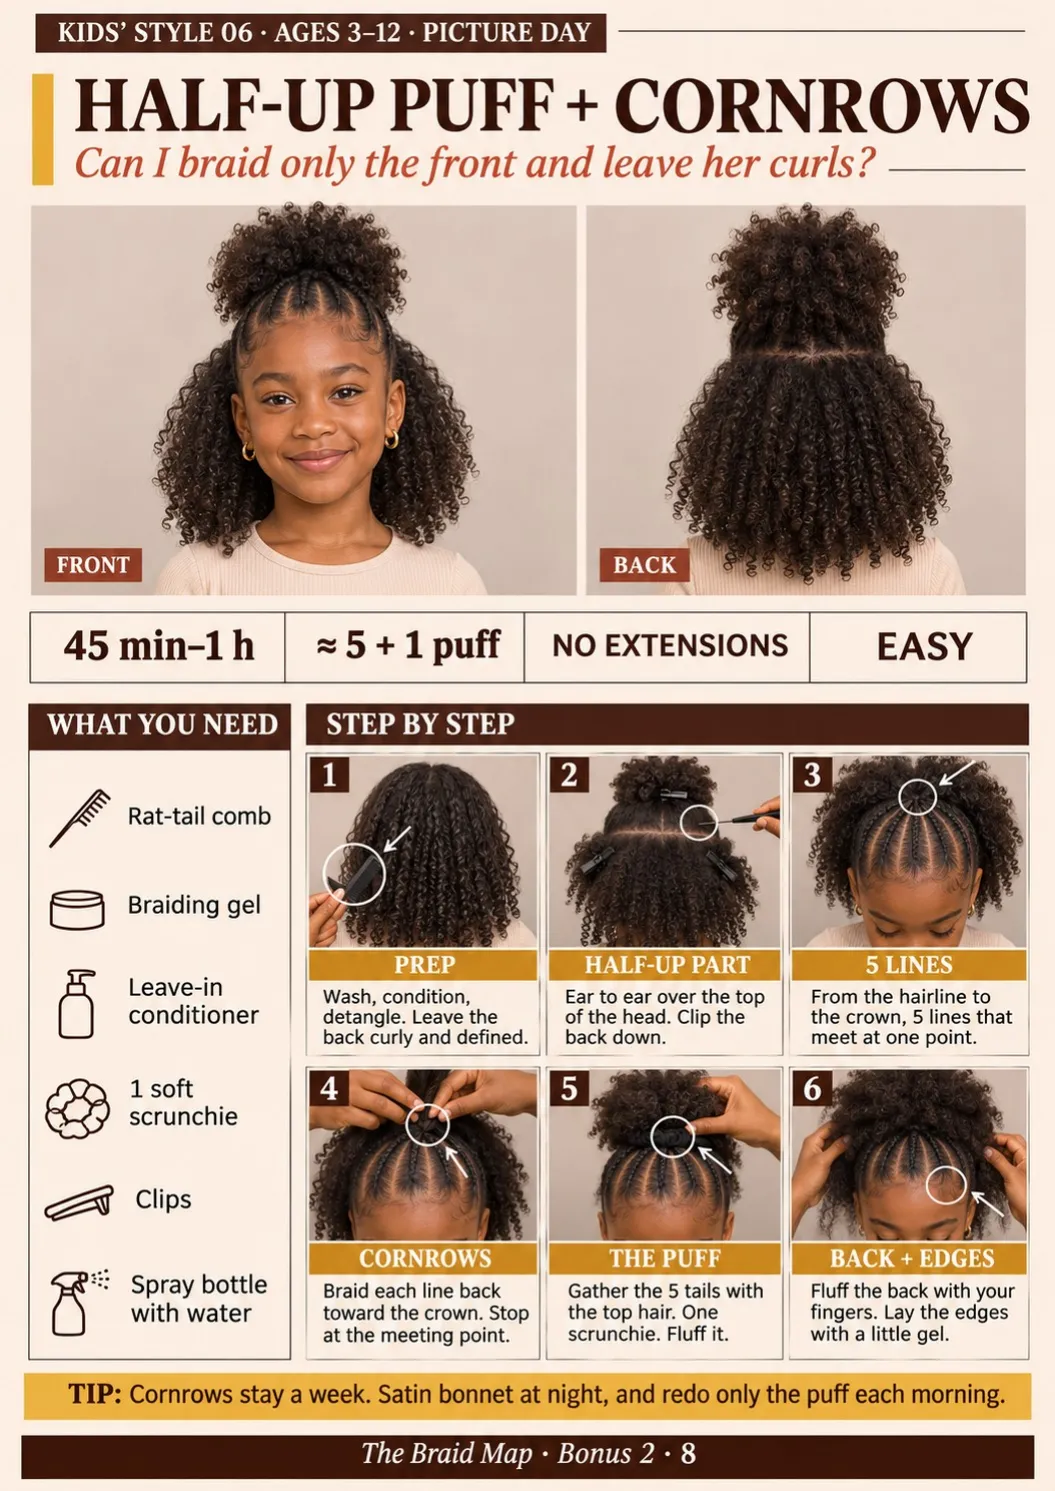 KIDS' STYLE 06 · AGES 3–12 · PICTURE DAY
HALF-UP PUFF + CORNROWS
Can I braid only the front and leave her curls?
FRONT
BACK
45 min–1 h
≈ 5 + 1 puff
NO EXTENSIONS
EASY
WHAT YOU NEED
Rat-tail comb
Braiding gel
Leave-in
conditioner
1 soft
scrunchie
Clips
Spray bottle
with water
STEP BY STEP
1
PREP
Wash, condition,
detangle. Leave the
back curly and defined.
2
HALF-UP PART
Ear to ear over the top
of the head. Clip the
back down.
3
5 LINES
From the hairline to
the crown, 5 lines that
meet at one point.
4
CORNROWS
Braid each line back
toward the crown. Stop
at the meeting point.
5
THE PUFF
Gather the 5 tails with
the top hair. One
scrunchie. Fluff it.
6
BACK + EDGES
Fluff the back with your
fingers. Lay the edges
with a little gel.
TIP: Cornrows stay a week. Satin bonnet at night, and redo only the puff each morning.
The Braid Map · Bonus 2 · 8